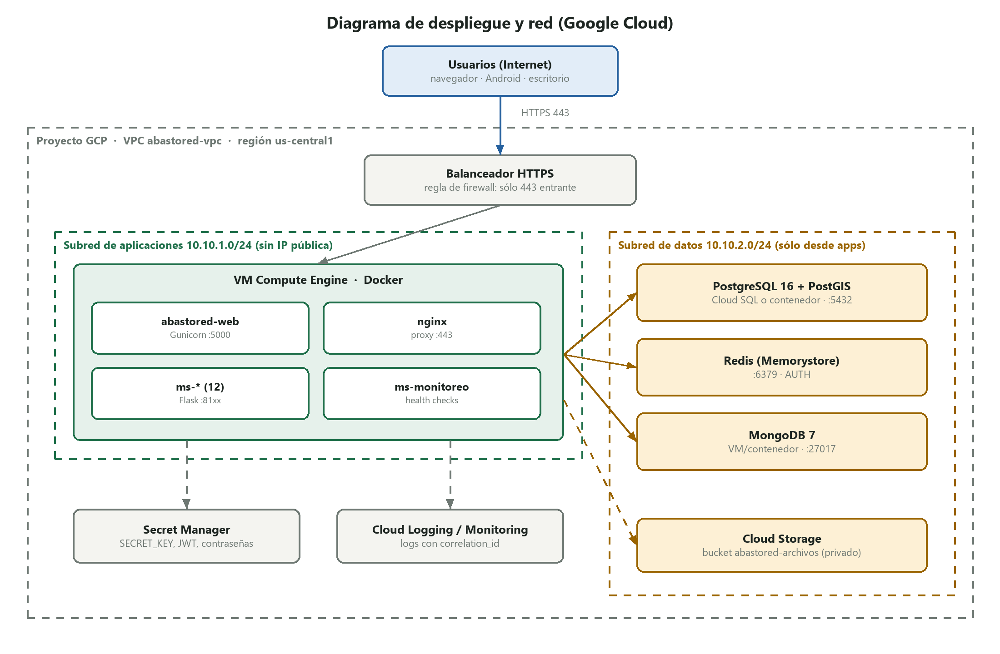 Diagrama de despliegue y red (Google Cloud)
Usuarios (Internet)
navegador · Android · escritorio
HTTPS 443
Proyecto GCP · VPC abastored-vpc · región us-central1
Balanceador HTTPS
regla de firewall: sólo 443 entrante
Subred de aplicaciones 10.10.1.0/24 (sin IP pública)
VM Compute Engine · Docker
abastored-web
Gunicorn :5000
nginx
proxy :443
ms-* (12)
Flask :81xx
ms-monitoreo
health checks
Subred de datos 10.10.2.0/24 (sólo desde apps)
PostgreSQL 16 + PostGIS
Cloud SQL o contenedor · :5432
Redis (Memorystore)
:6379 · AUTH
MongoDB 7
VM/contenedor · :27017
Cloud Storage
bucket abastored-archivos (privado)
Secret Manager
SECRET_KEY, JWT, contraseñas
Cloud Logging / Monitoring
logs con correlation_id